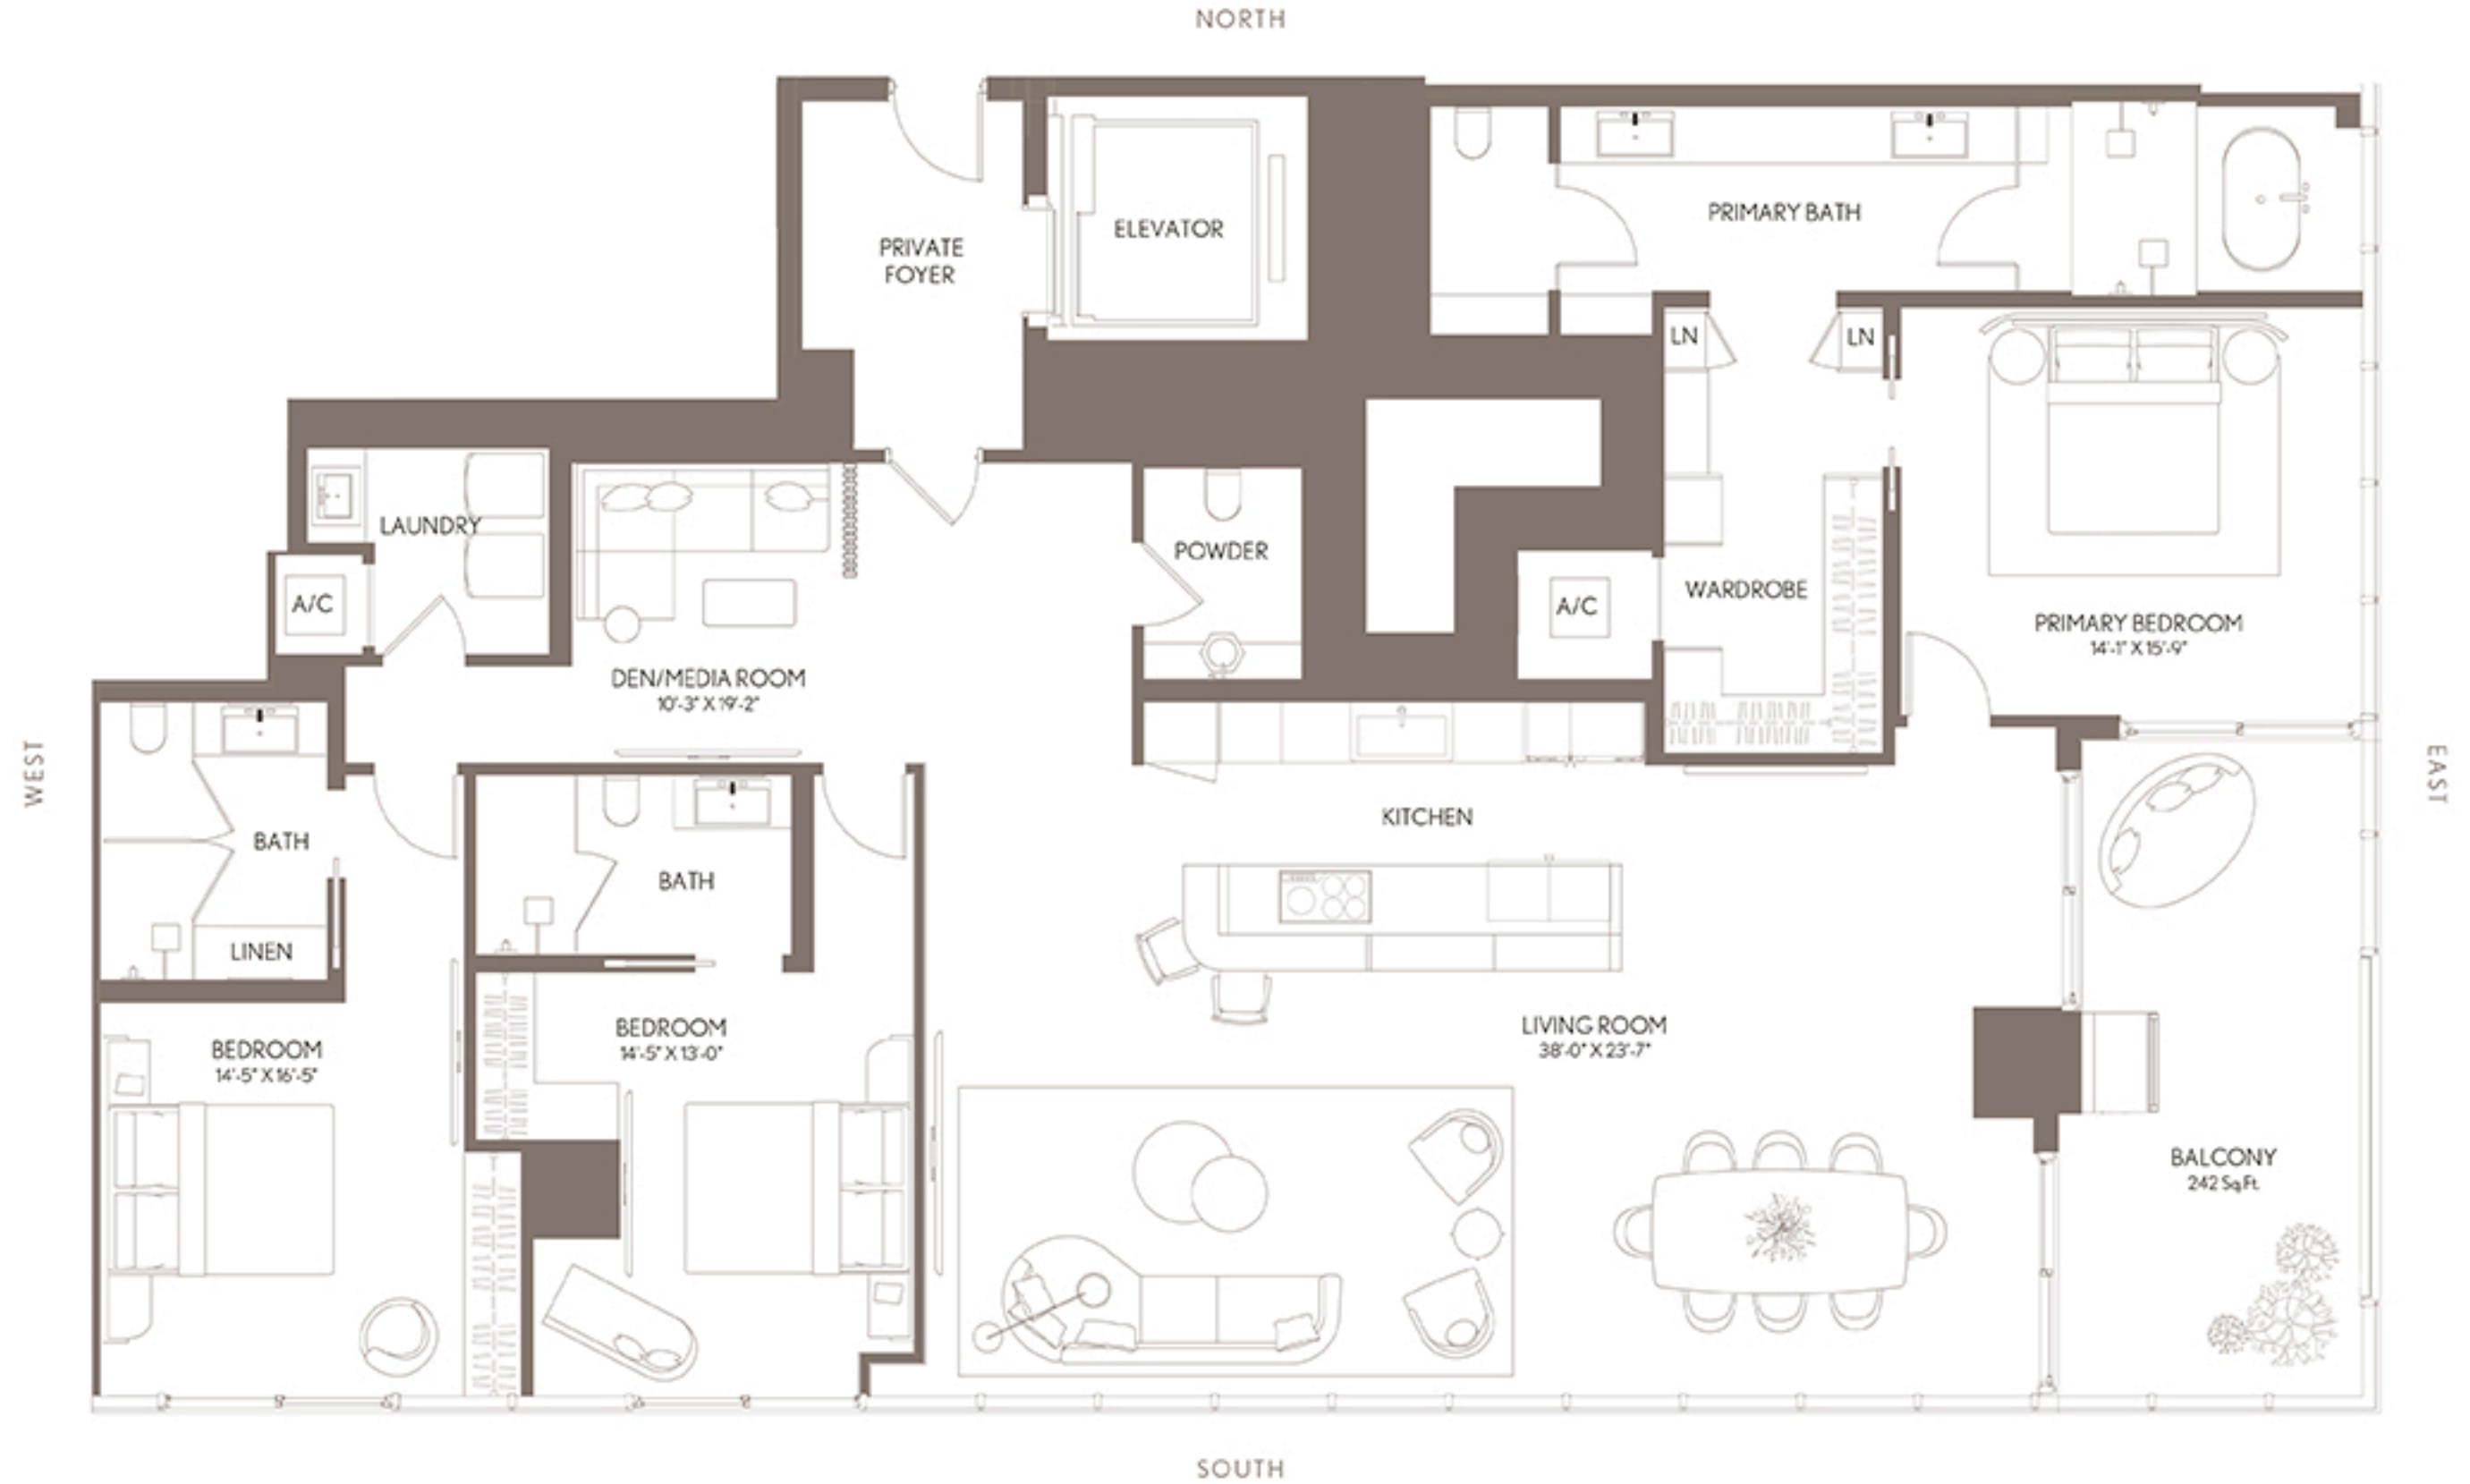 NORTH
PRIVATE
FOYER
ELEVATOR
PRIMARY BATH
LN
LN
LAUNDRY
A/C
POWDER
A/C
WARDROBE
PRIMARY BEDROOM
14'-1" X 15'-9"
DEN/MEDIA ROOM
10'-3" X 19'-2"
WEST
EAST
KITCHEN
BATH
BATH
LINEN
BEDROOM
14'-5" X 16'-5"
BEDROOM
14'-5" X 13'-0"
LIVING ROOM
38'-0" X 23'-7"
BALCONY
242 Sq.Ft.
SOUTH